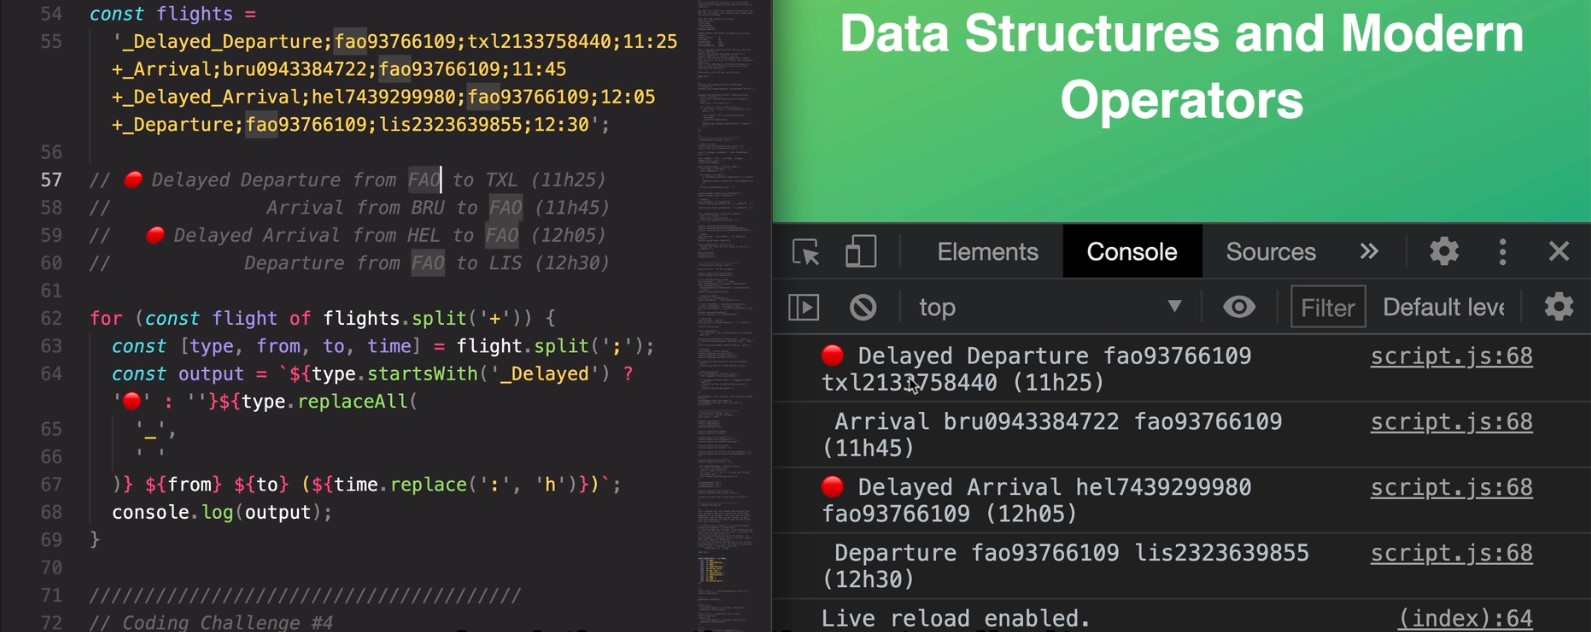 54 const flights =
55 '_Delayed_Departure;fao93766109;txl2133758440;11:25
+_Arrival;bru0943384722;fao93766109;11:45
+_Delayed_Arrival;hel7439299980;fao93766109;12:05
+_Departure;fao93766109;lis2323639855;12:30';
56
57 // 🔴 Delayed Departure from FAO to TXL (11h25)
58 // Arrival from BRU to FAO (11h45)
59 // 🔴 Delayed Arrival from HEL to FAO (12h05)
60 // Departure from FAO to LIS (12h30)
61
62 for (const flight of flights.split('+')) {
63 const [type, from, to, time] = flight.split(';');
64 const output = `${type.startsWith('_Delayed') ?
'🔴' : ''}${type.replaceAll(
65 '_',
66 ' '
67 )} ${from} ${to} (${time.replace(':', 'h')})`;
68 console.log(output);
69 }
70
71 ///////////////////////////////////////
72 // Coding Challenge #4
Data Structures and Modern
Operators
Elements Console Sources »
top Filter Default leve
🔴 Delayed Departure fao93766109 script.js:68
txl2133758440 (11h25)
Arrival bru0943384722 fao93766109 script.js:68
(11h45)
🔴 Delayed Arrival hel7439299980 script.js:68
fao93766109 (12h05)
Departure fao93766109 lis2323639855 script.js:68
(12h30)
Live reload enabled. (index):64